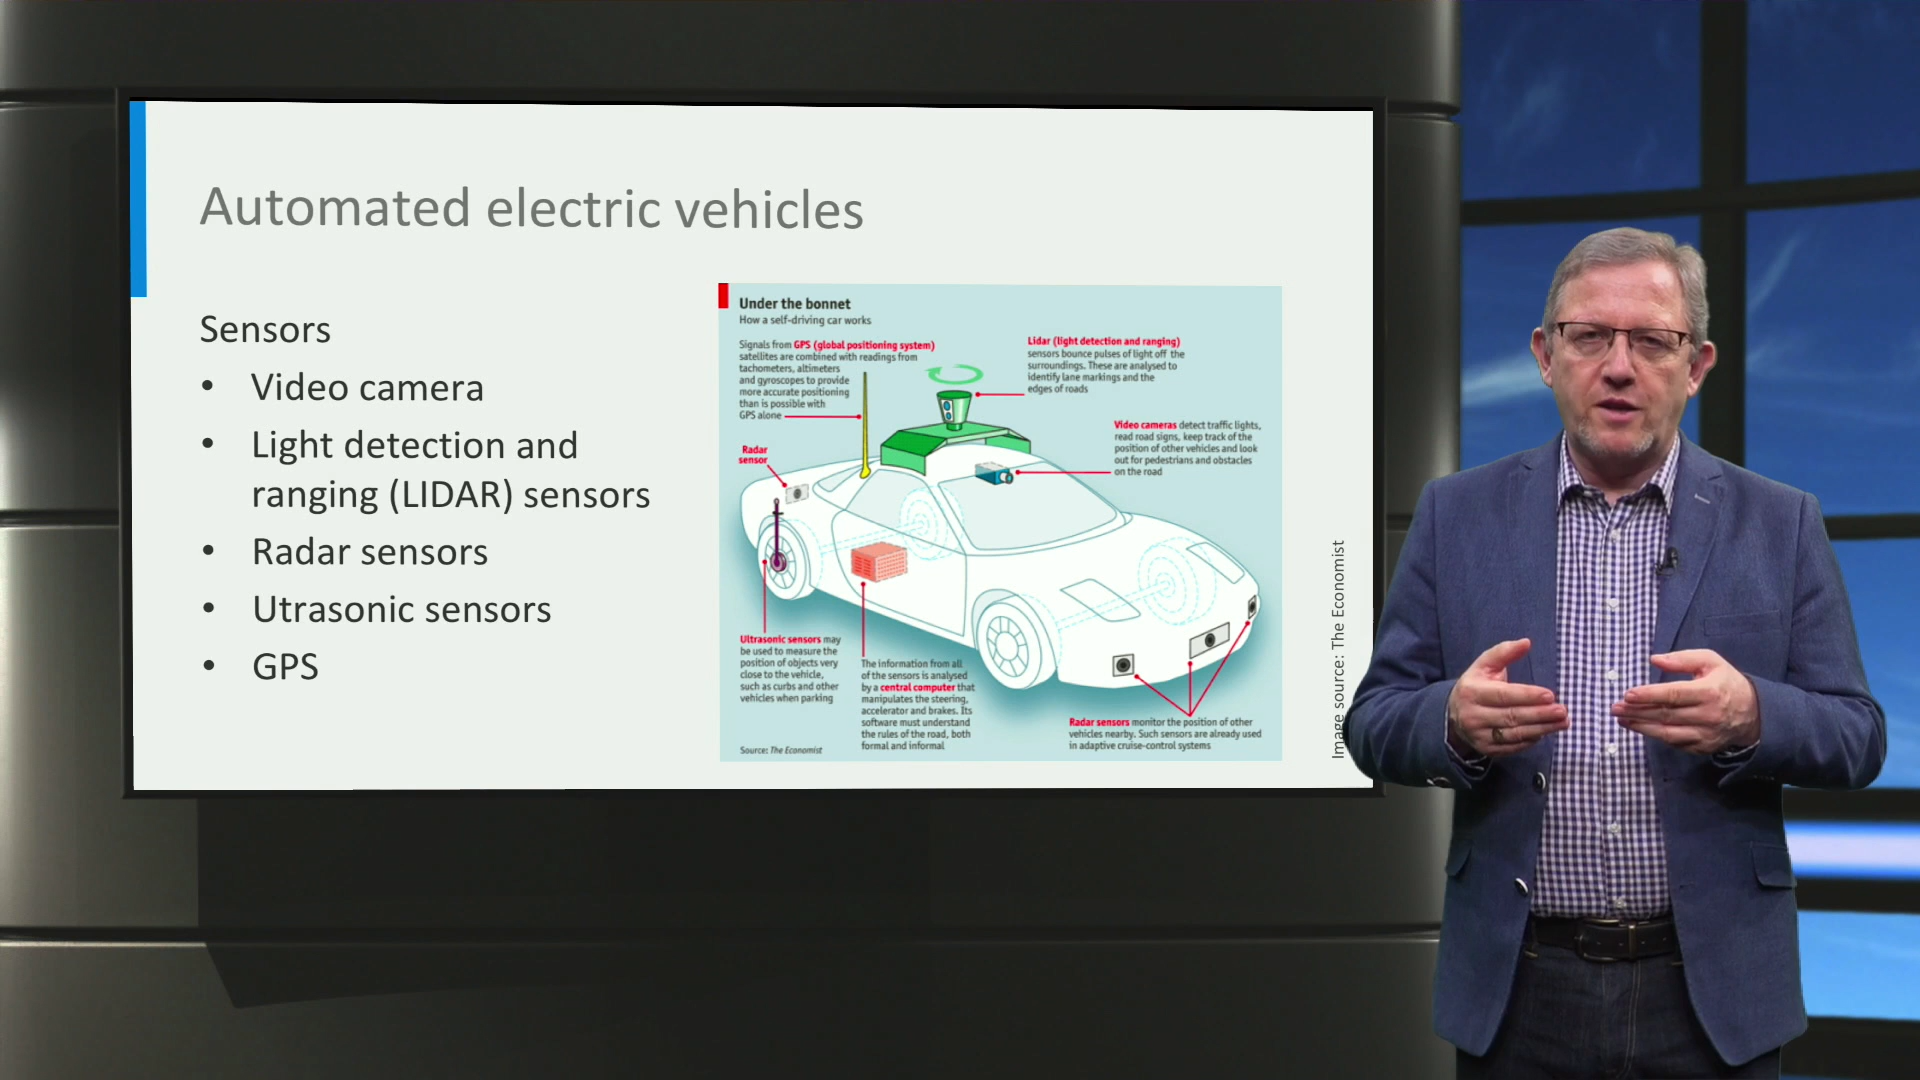 Automated electric vehicles
Sensors
• Video camera
• Light detection and
ranging (LIDAR) sensors
• Radar sensors
• Utrasonic sensors
• GPS
Under the bonnet
How a self-driving car works
Signals from GPS (global positioning system)
satellites are combined with readings from
tachometers, altimeters
and gyroscopes to provide
more accurate positioning
than is possible with
GPS alone
Lidar (light detection and ranging)
sensors bounce pulses of light off the
surroundings. These are analysed to
identify lane markings and the
edges of roads
Video cameras detect traffic lights,
read road signs, keep track of the
position of other vehicles and look
out for pedestrians and obstacles
on the road
Radar
sensor
Ultrasonic sensors may
be used to measure the
position of objects very
close to the vehicle,
such as curbs and other
vehicles when parking
The information from all
of the sensors is analysed
by a central computer that
manipulates the steering,
accelerator and brakes. Its
software must understand
the rules of the road, both
formal and informal
Radar sensors monitor the position of other
vehicles nearby. Such sensors are already used
in adaptive cruise-control systems
Source: The Economist
Image source: The Economist